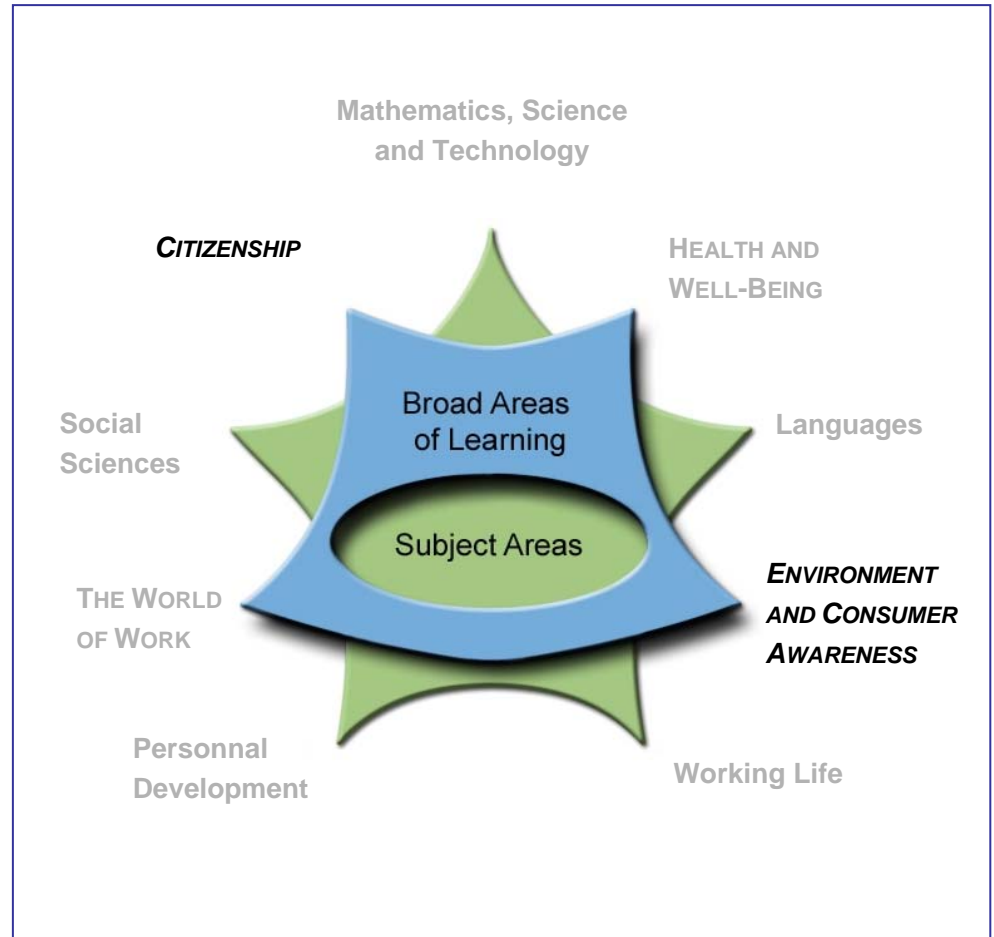 Mathematics, Science
and Technology
CITIZENSHIP
HEALTH AND
WELL-BEING
Broad Areas
of Learning
Social
Sciences
Languages
Subject Areas
ENVIRONMENT
AND CONSUMER
AWARENESS
THE WORLD
OF WORK
Personnal
Development
Working Life